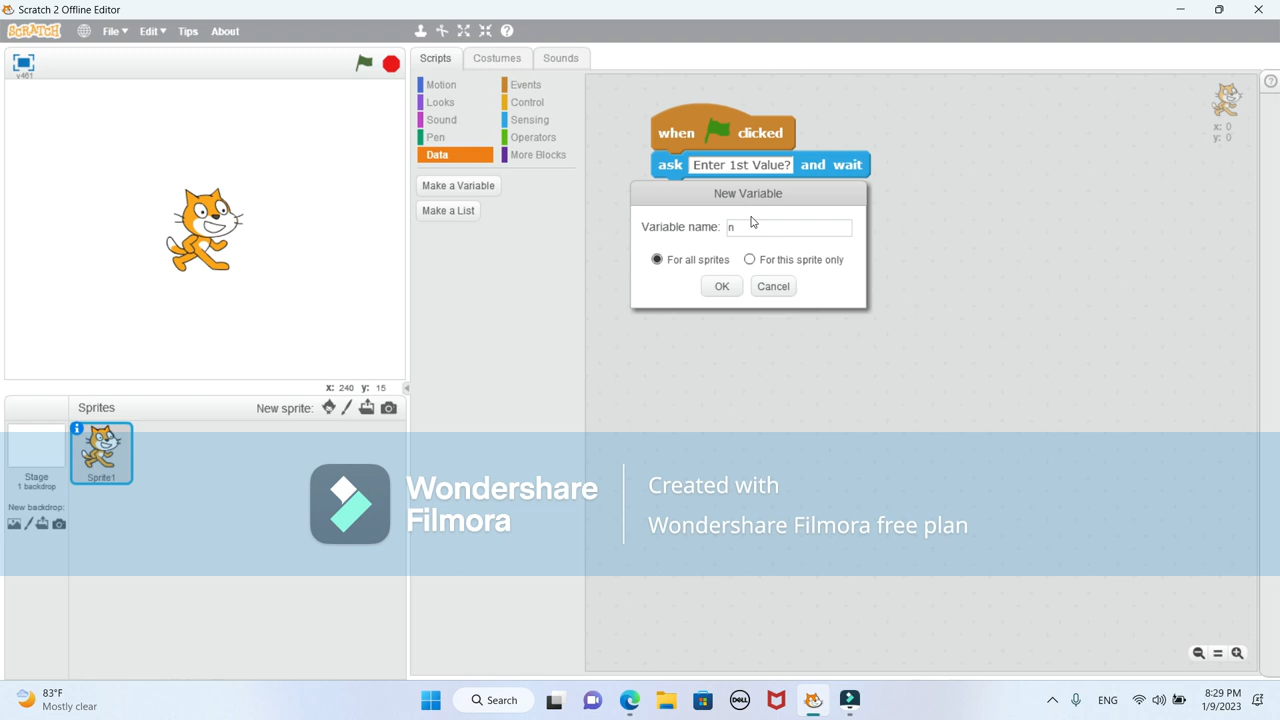 Scratch 2 Offline Editor
SCRATCH File Edit Tips About
v461
Scripts Costumes Sounds
Motion Events
Looks Control
Sound Sensing
Pen Operators
Data More Blocks
Make a Variable
Make a List
when clicked
ask Enter 1st Value? and wait
New Variable
Variable name: n
For all sprites For this sprite only
OK Cancel
x: 0
y: 0
x: 240 y: 15
Sprites New sprite:
Stage
1 backdrop
New backdrop:
Sprite1
Wondershare
Filmora
Created with
Wondershare Filmora free plan
83°F
Mostly clear
Search
DELL
ENG
8:29 PM
1/9/2023